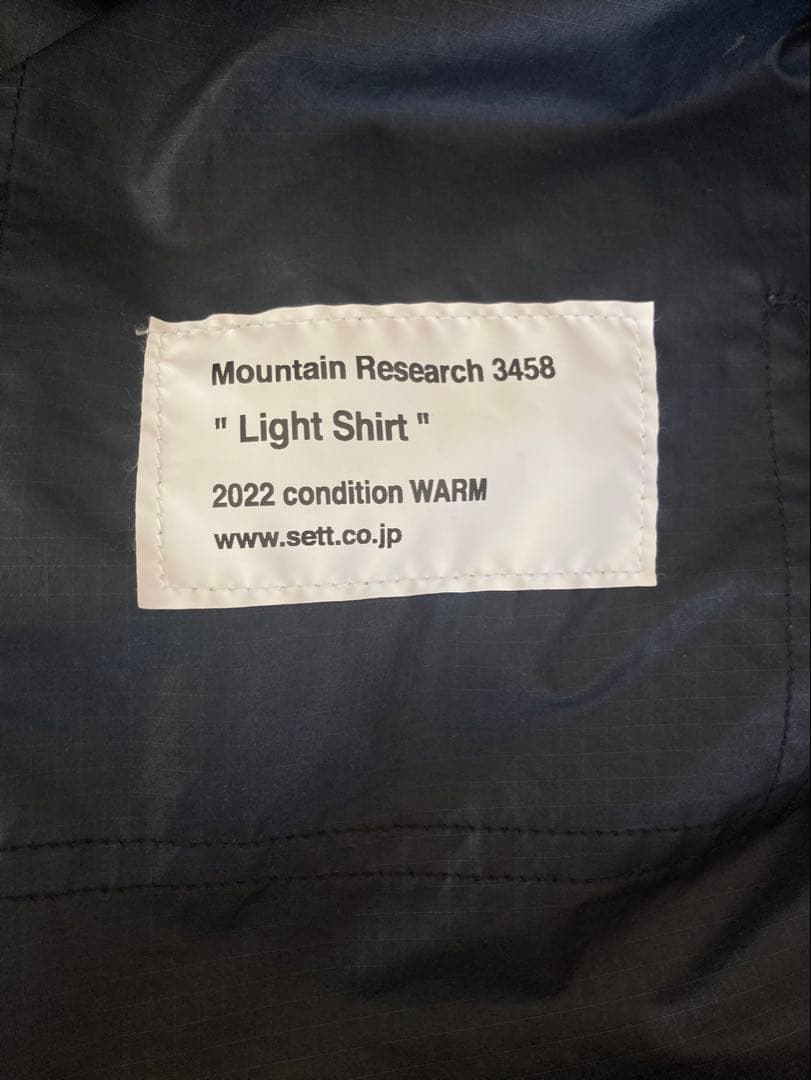 Mountain Research 3458
" Light Shirt "
2022 condition WARM
www.sett.co.jp